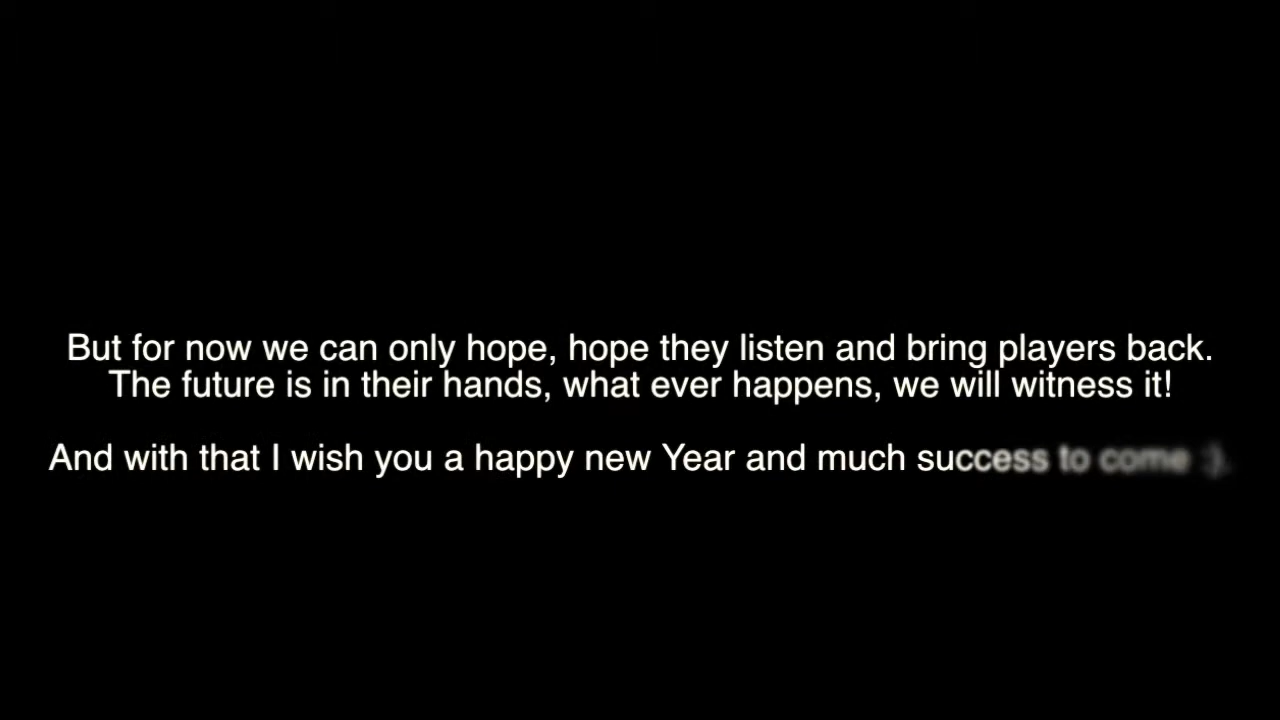 But for now we can only hope, hope they listen and bring players back.
The future is in their hands, what ever happens, we will witness it!
And with that I wish you a happy new Year and much success to come :).